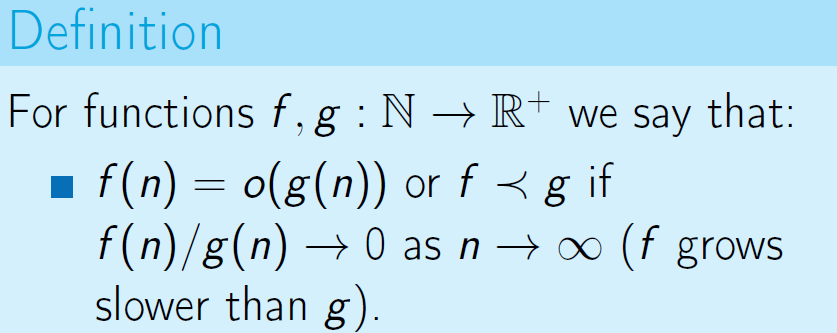 Definition
For functions f, g : ℕ → ℝ⁺ we say that:
f(n) = o(g(n)) or f ≺ g if
f(n)/g(n) → 0 as n → ∞ (f grows
slower than g).